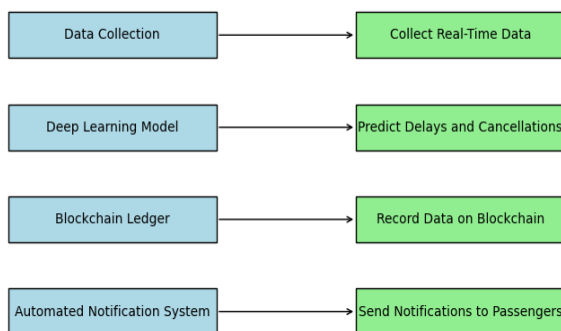 Data Collection
Collect Real-Time Data
Deep Learning Model
Predict Delays and Cancellations
Blockchain Ledger
Record Data on Blockchain
Automated Notification System
Send Notifications to Passengers